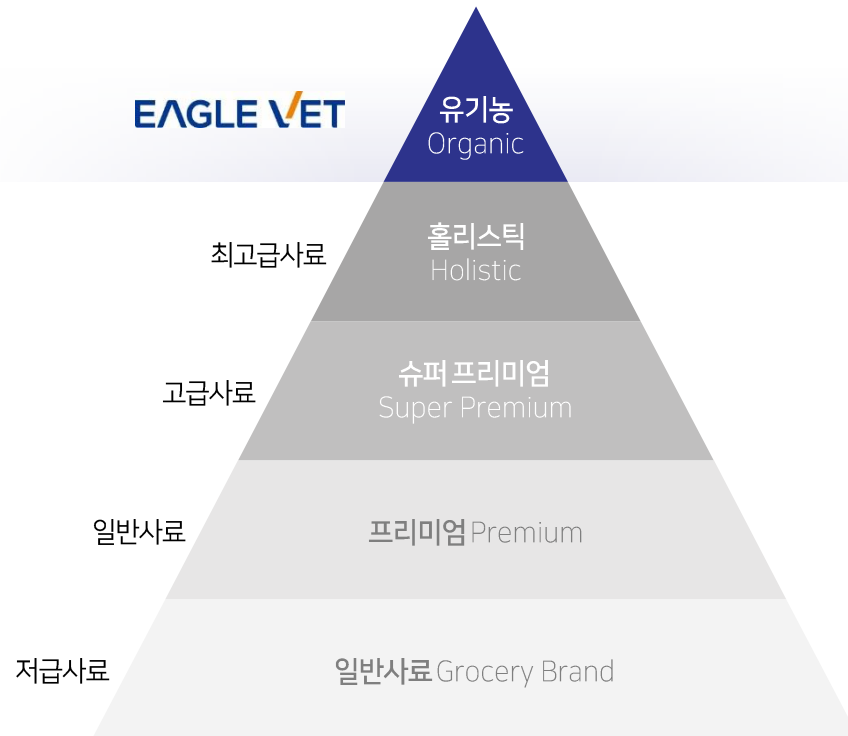 EAGLE VET
유기농
Organic
최고급사료
홀리스틱
Holistic
고급사료
슈퍼 프리미엄
Super Premium
일반사료
프리미엄 Premium
저급사료
일반사료 Grocery Brand